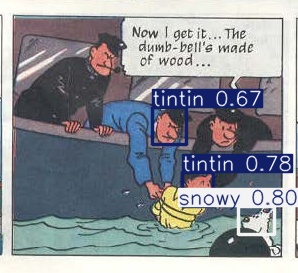 Now I get it... The
dumb-bell's made
of wood...
tintin 0.67
tintin 0.78
snowy 0.80